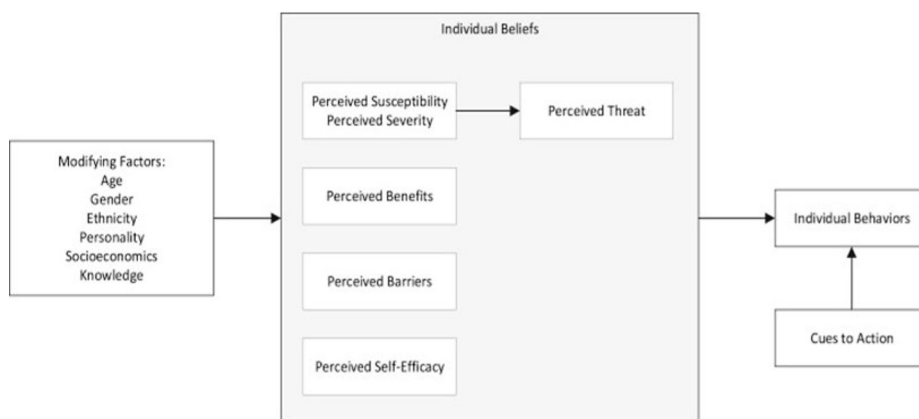 Individual Beliefs
Perceived Susceptibility
Perceived Severity
Perceived Threat
Modifying Factors:
Age
Gender
Ethnicity
Personality
Socioeconomics
Knowledge
Perceived Benefits
Individual Behaviors
Perceived Barriers
Cues to Action
Perceived Self-Efficacy